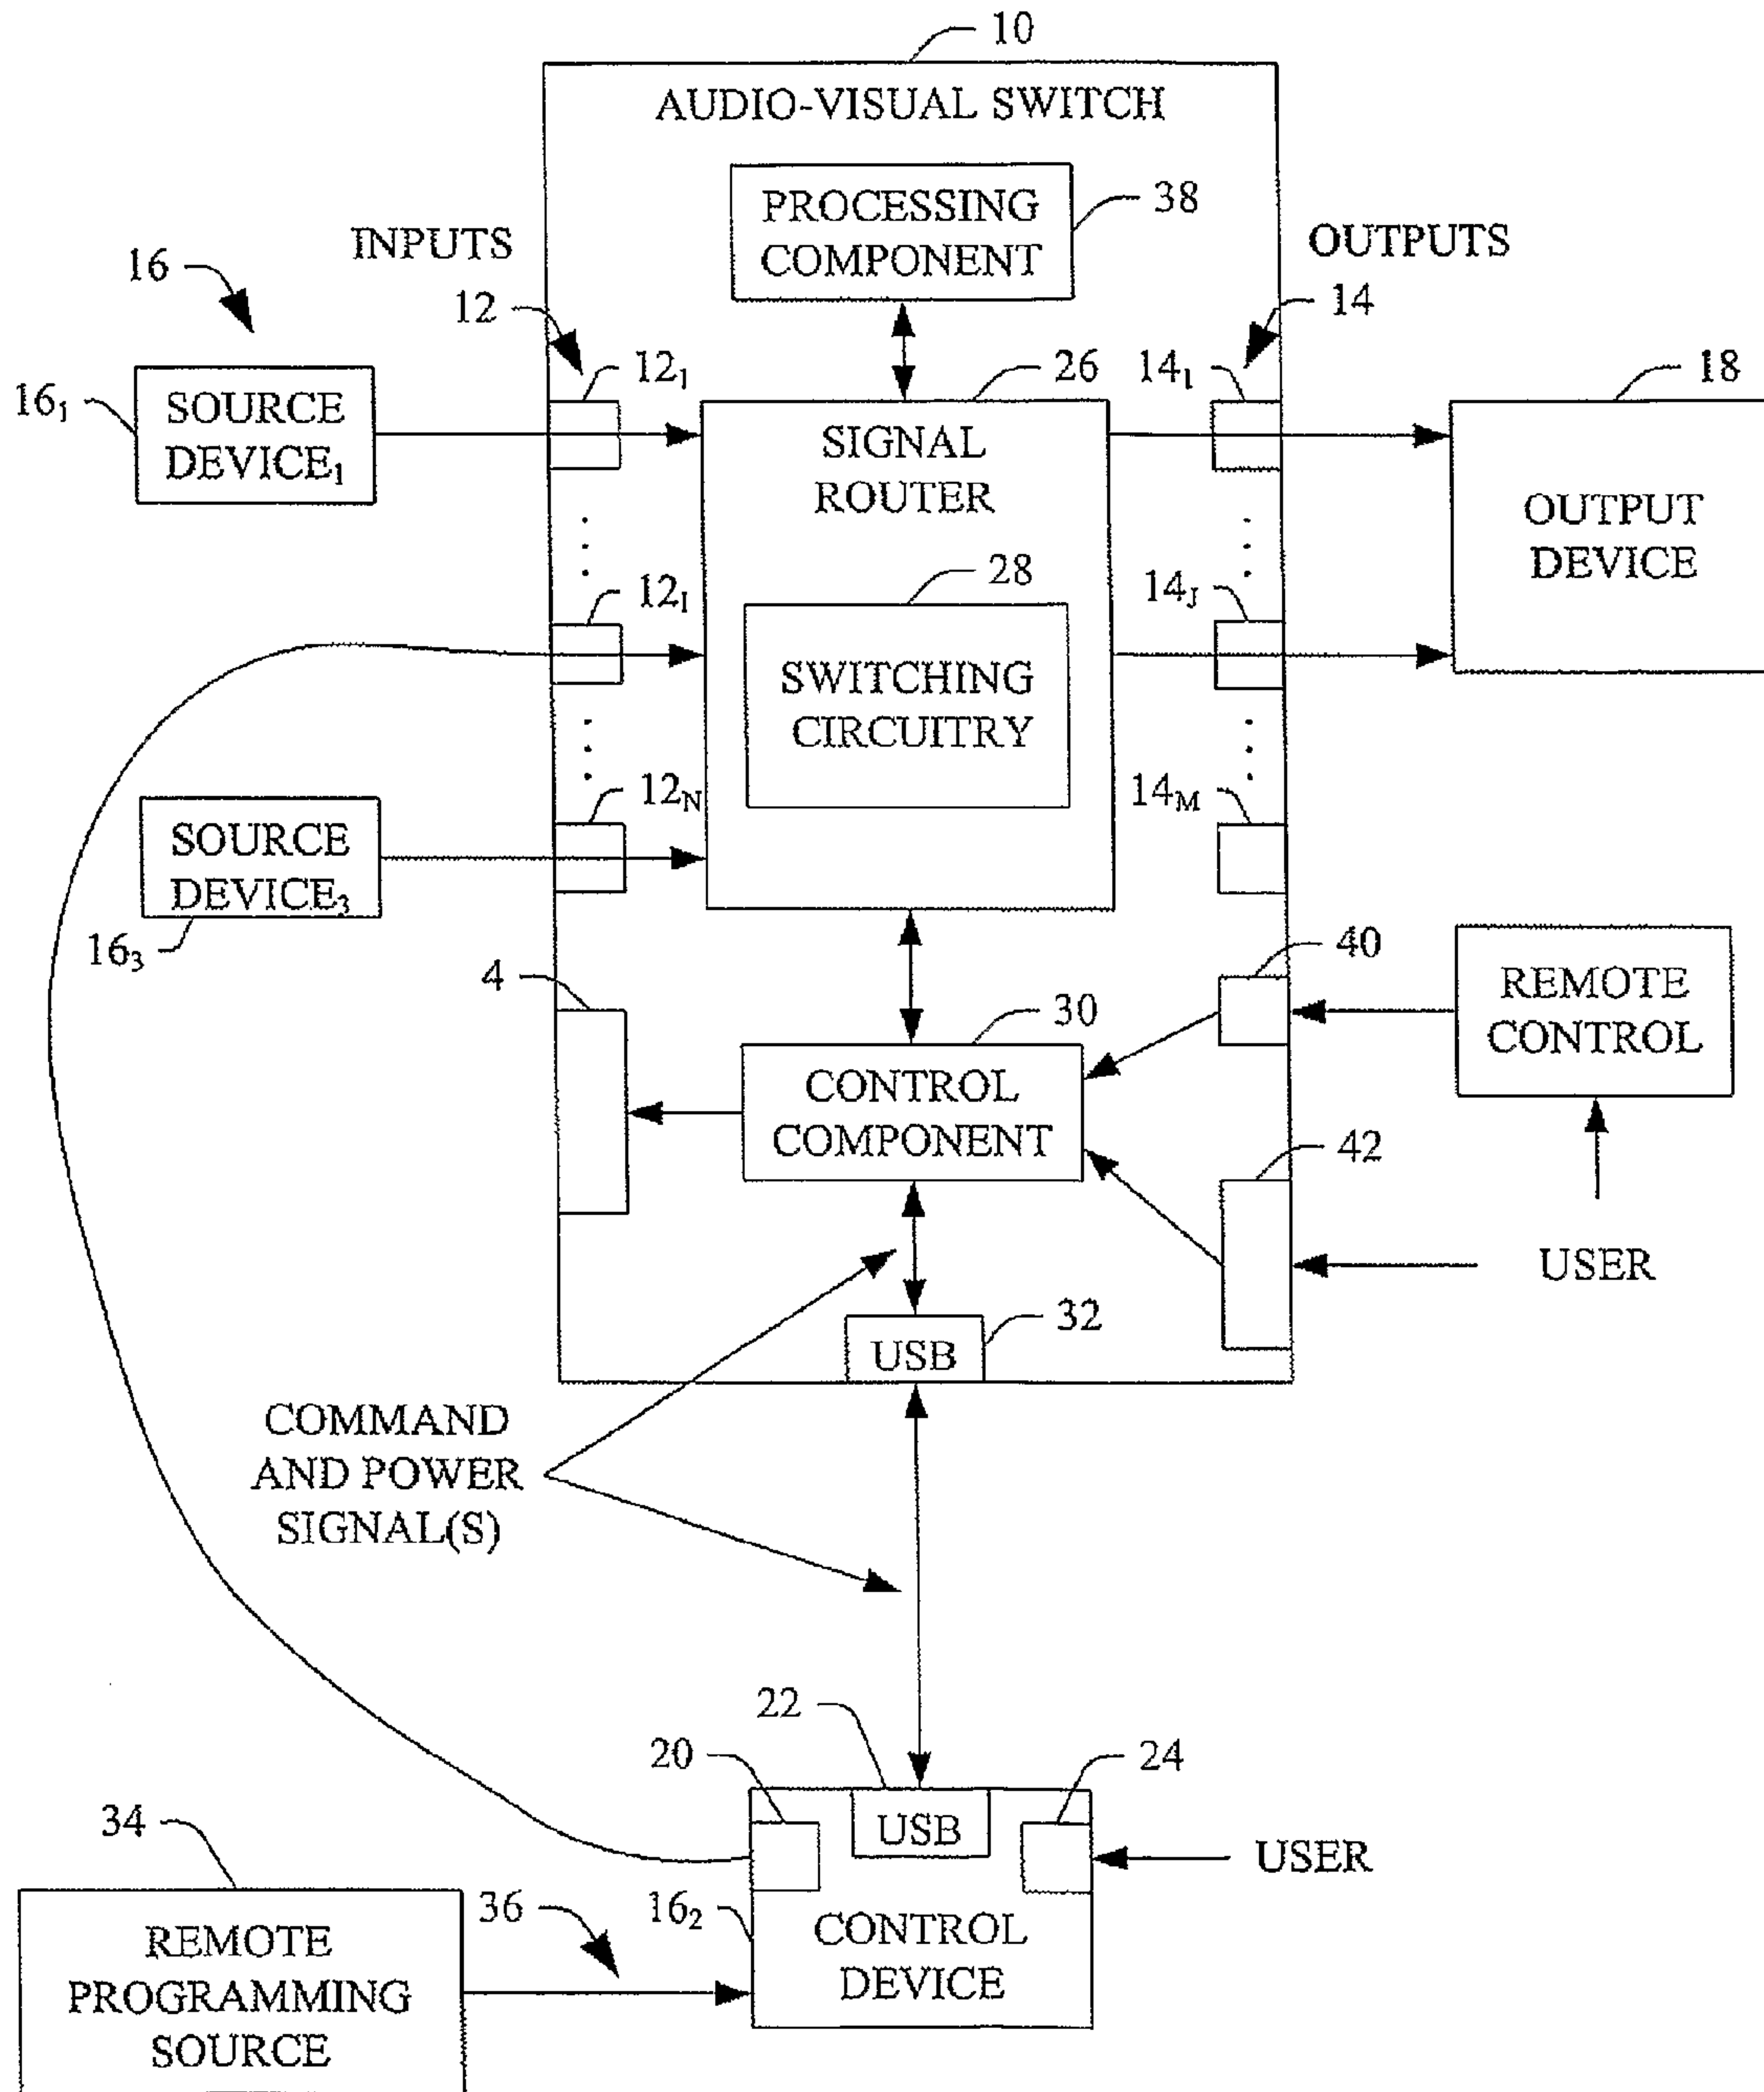 10
AUDIO-VISUAL SWITCH
PROCESSING
COMPONENT
38
INPUTS
OUTPUTS
16
12
14
16₁
SOURCE
DEVICE₁
12₁
26
14₁
18
SIGNAL
ROUTER
OUTPUT
DEVICE
12ᵢ
28
14_J
SWITCHING
CIRCUITRY
SOURCE
DEVICE₃
16₃
12_N
14_M
4
30
40
REMOTE
CONTROL
CONTROL
COMPONENT
42
USER
USB
32
COMMAND
AND POWER
SIGNAL(S)
22
20
24
USB
USER
34
36
16₂
CONTROL
DEVICE
REMOTE
PROGRAMMING
SOURCE